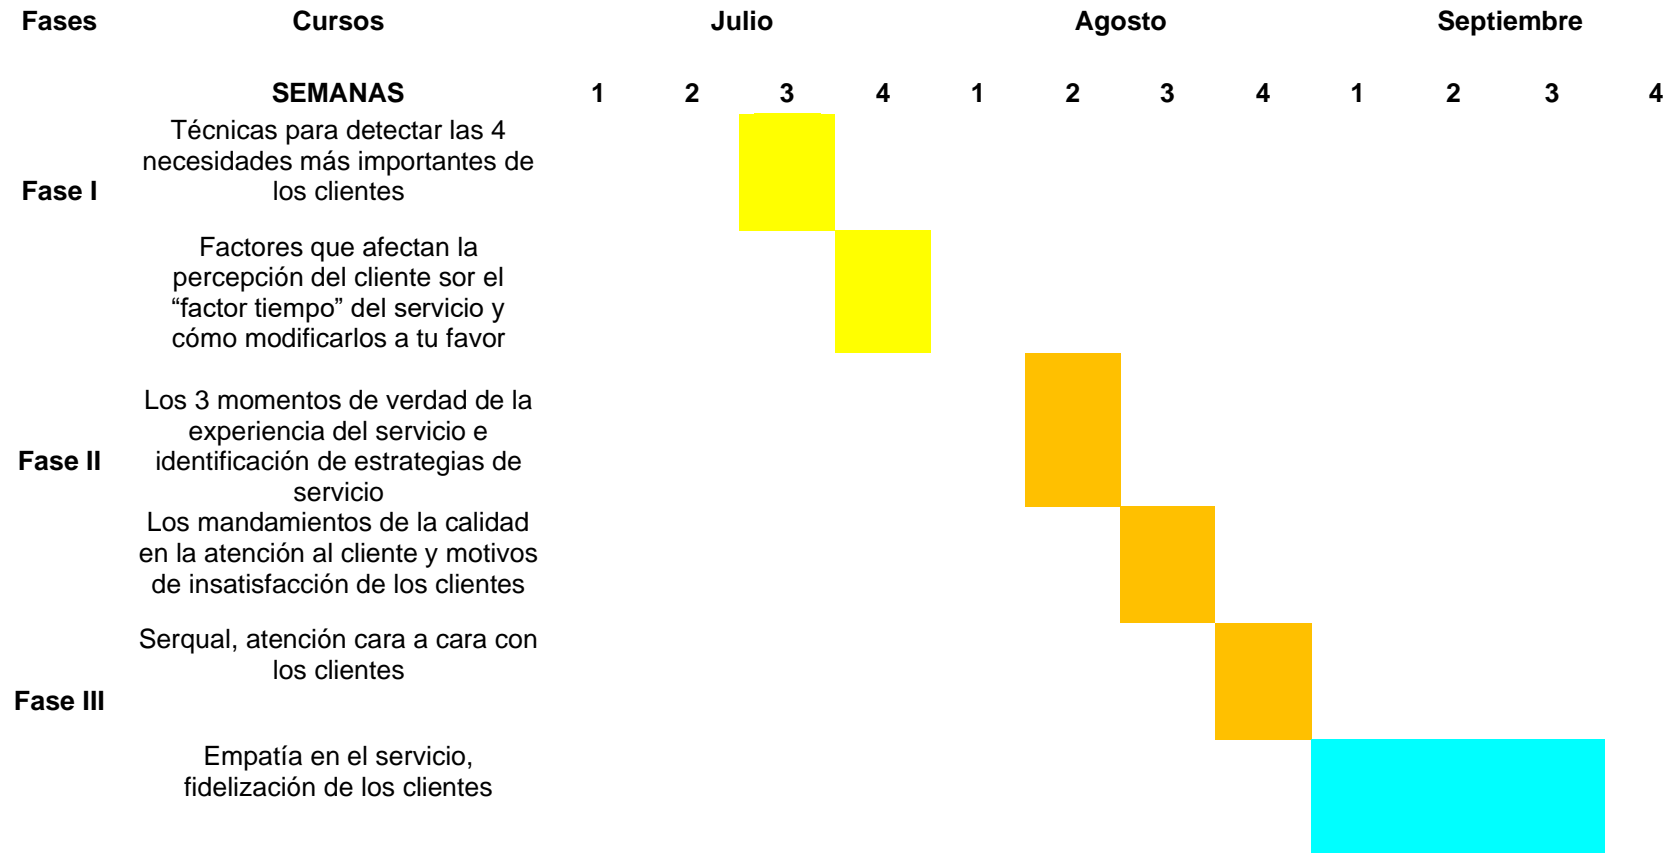 Fases Cursos Julio Agosto Septiembre
SEMANAS 1 2 3 4 1 2 3 4 1 2 3 4
Fase I
Técnicas para detectar las 4
necesidades más importantes de
los clientes
Factores que afectan la
percepción del cliente sor el
“factor tiempo” del servicio y
cómo modificarlos a tu favor
Fase II
Los 3 momentos de verdad de la
experiencia del servicio e
identificación de estrategias de
servicio
Los mandamientos de la calidad
en la atención al cliente y motivos
de insatisfacción de los clientes
Fase III
Serqual, atención cara a cara con
los clientes
Empatía en el servicio,
fidelización de los clientes